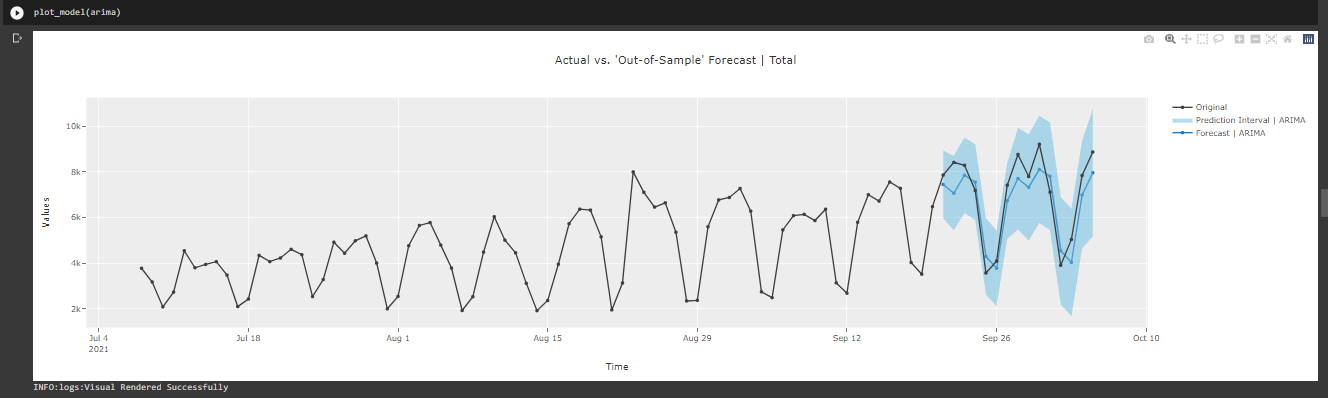 plot_model(arima)
Actual vs. 'Out-of-Sample' Forecast | Total
Original
Prediction Interval | ARIMA
Forecast | ARIMA
10k
8k
6k
4k
2k
Values
Jul 4 Jul 18 Aug 1 Aug 15 Aug 29 Sep 12 Sep 26 Oct 10
2021
Time
INFO:logs:Visual Rendered Successfully